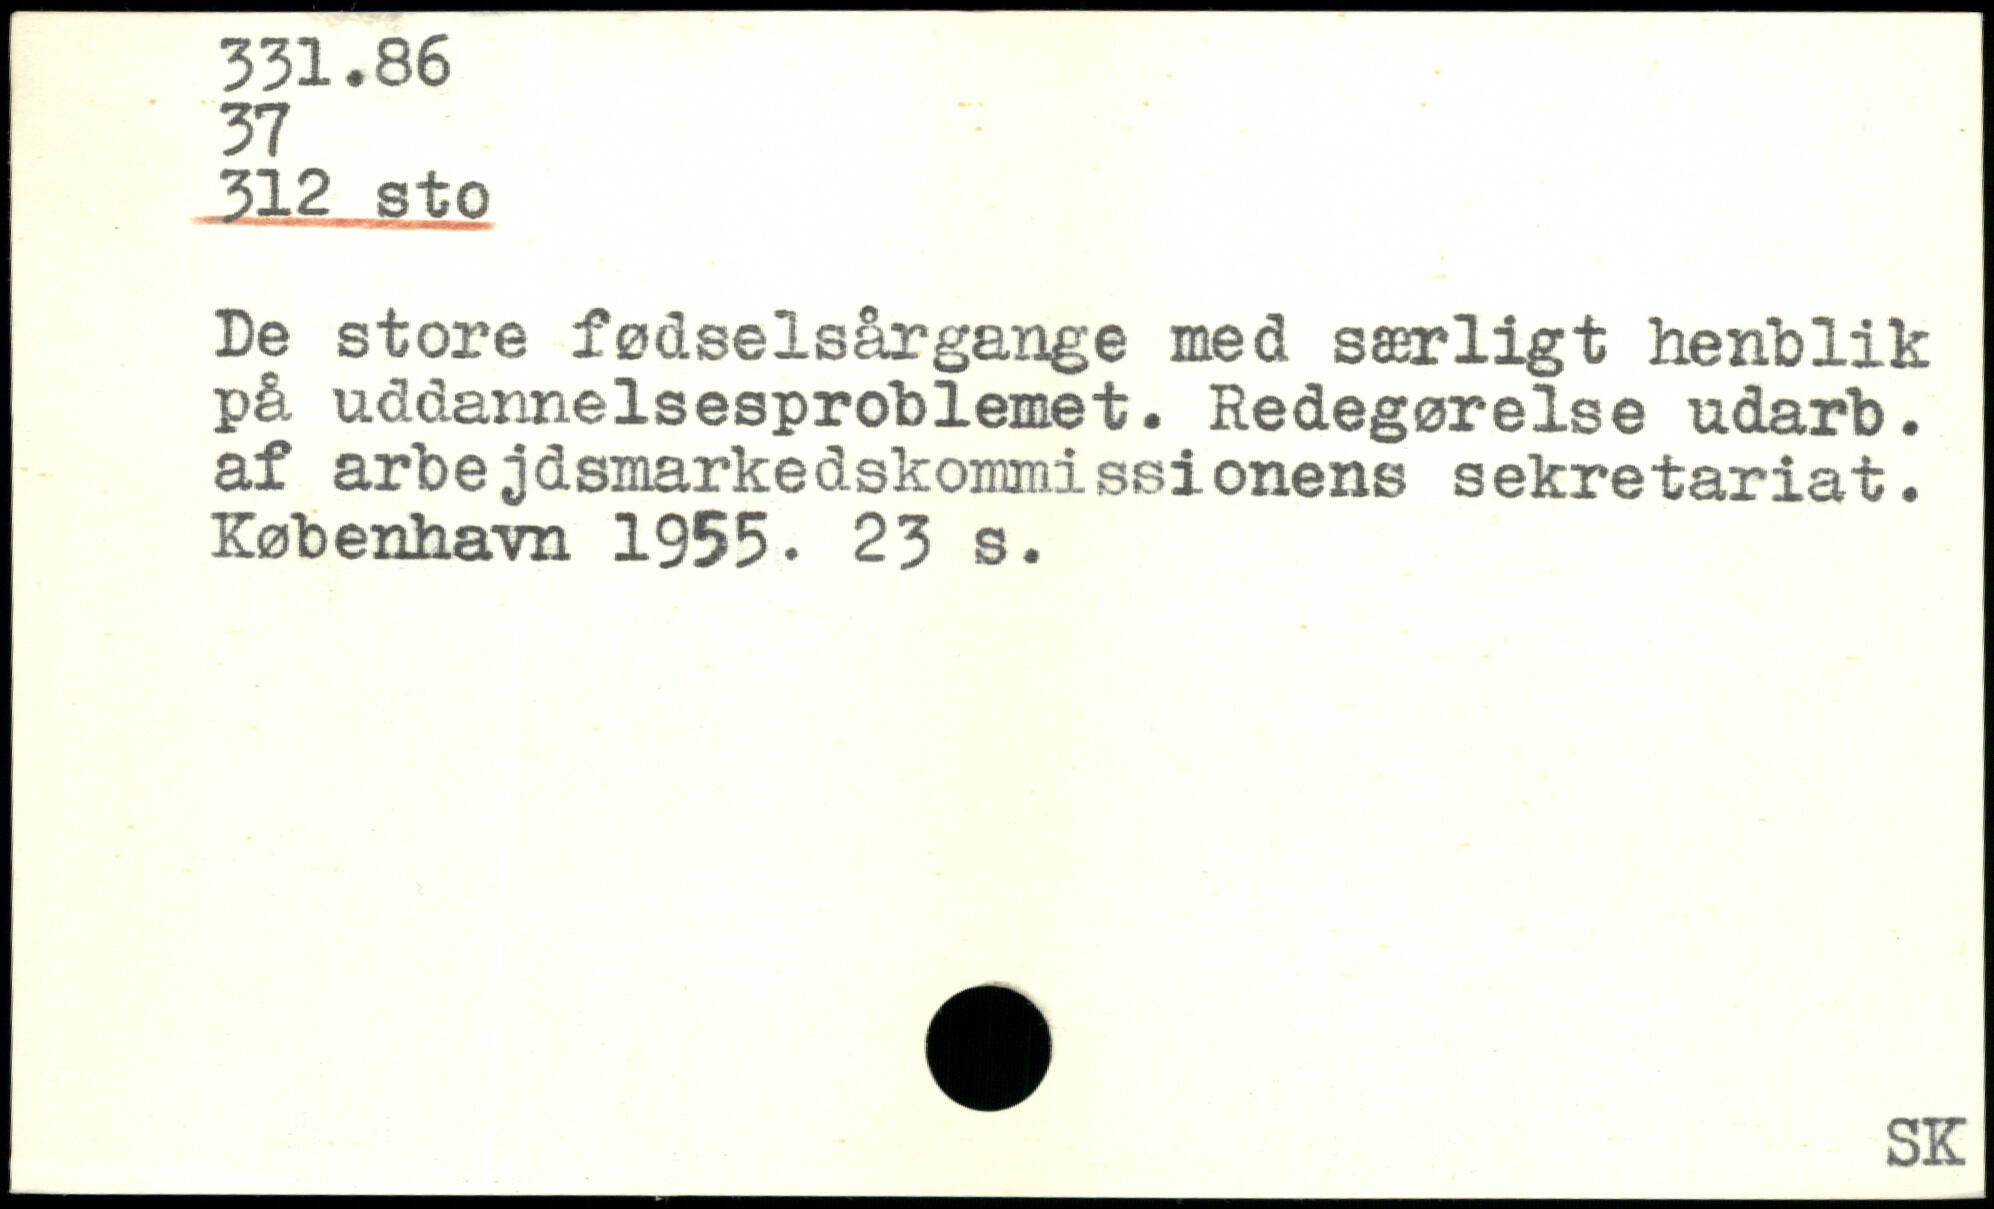 331.86
37
312 sto
De store fødselsårgange med særligt henblik
på uddannelsesproblemet. Redegørelse udarb.
af arbejdsmarkedskommissionens sekretariat.
København 1955. 23 s.
SK